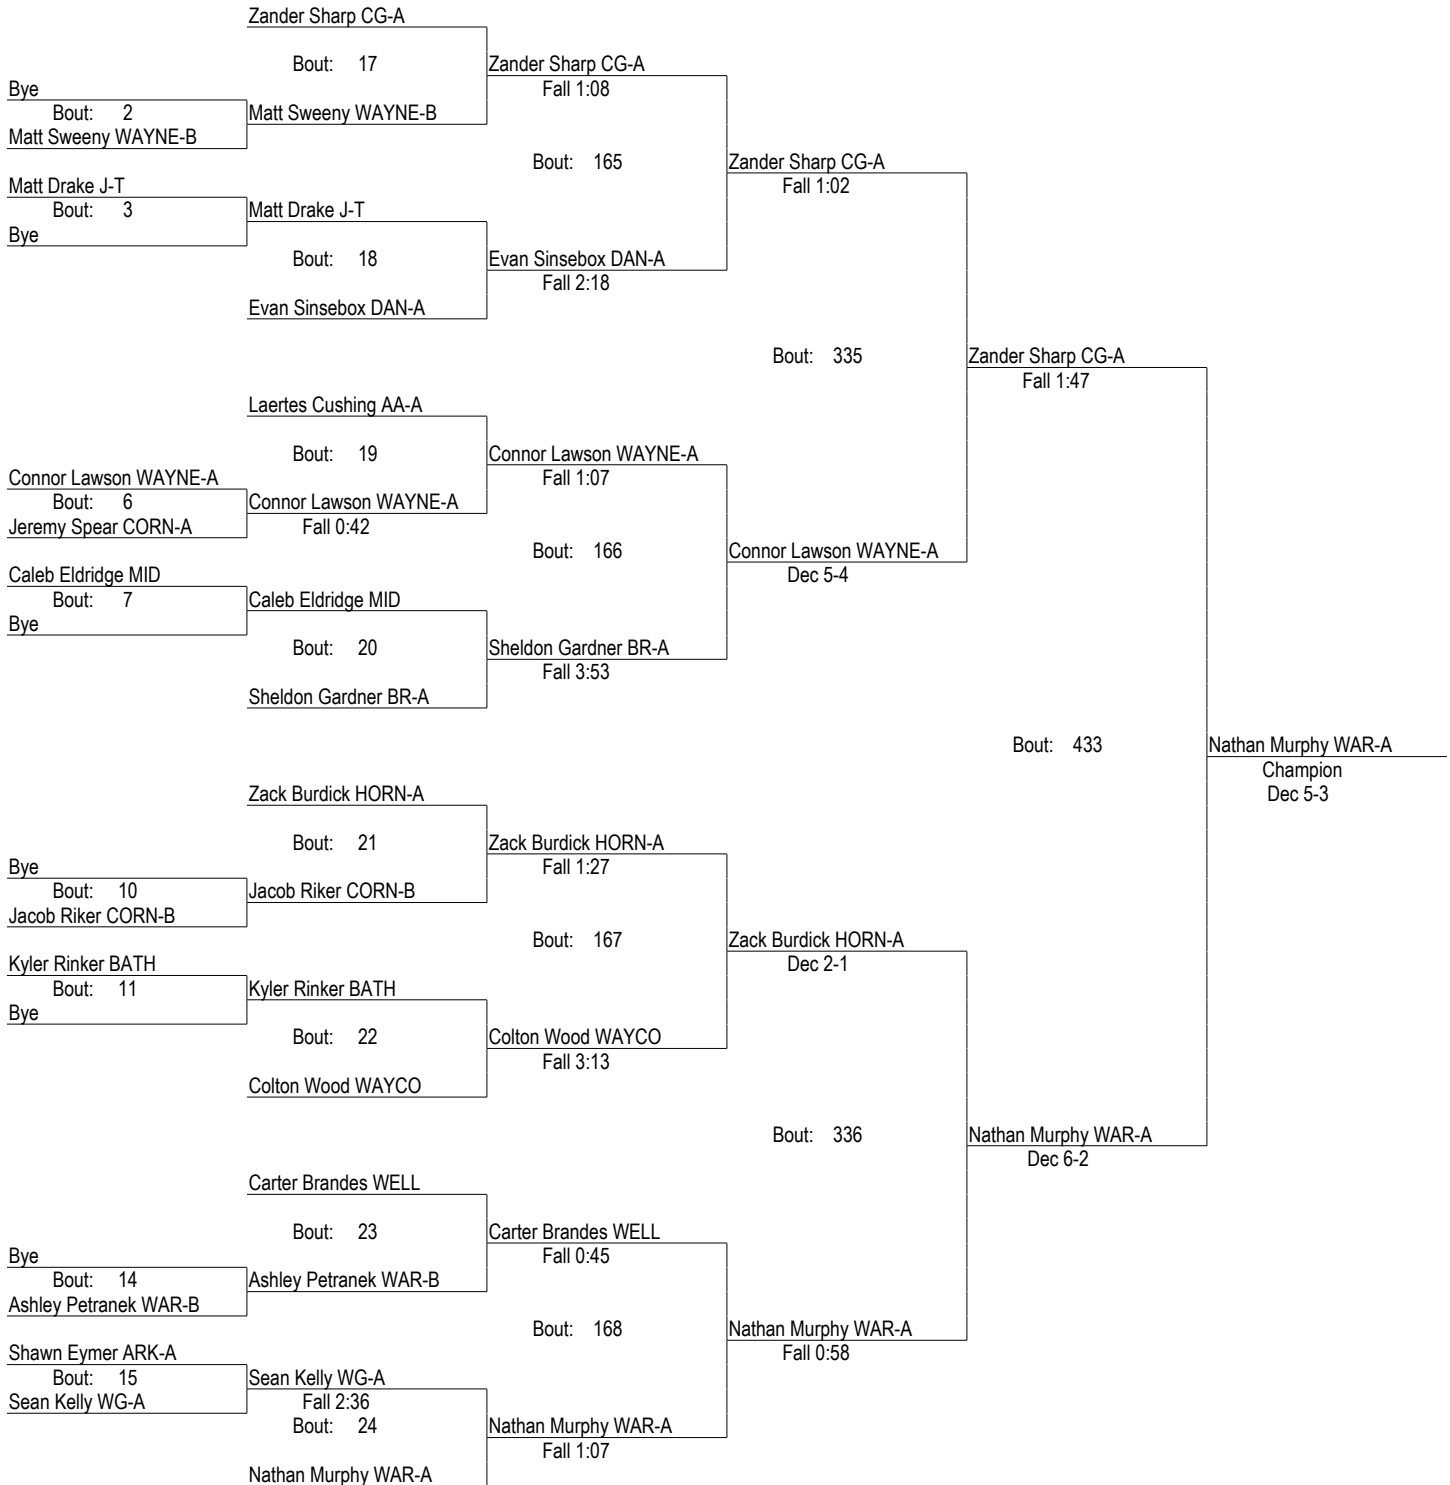 Zander Sharp CG-A
Bout: 17
Zander Sharp CG-A
Bye
Fall 1:08
Bout: 2
Matt Sweeny WAYNE-B
Matt Sweeny WAYNE-B
Bout: 165
Zander Sharp CG-A
Matt Drake J-T
Fall 1:02
Bout: 3
Matt Drake J-T
Bye
Bout: 18
Evan Sinsebox DAN-A
Fall 2:18
Evan Sinsebox DAN-A
Bout: 335
Zander Sharp CG-A
Fall 1:47
Laertes Cushing AA-A
Bout: 19
Connor Lawson WAYNE-A
Connor Lawson WAYNE-A
Fall 1:07
Bout: 6
Connor Lawson WAYNE-A
Jeremy Spear CORN-A
Fall 0:42
Bout: 166
Connor Lawson WAYNE-A
Caleb Eldridge MID
Dec 5-4
Bout: 7
Caleb Eldridge MID
Bye
Bout: 20
Sheldon Gardner BR-A
Fall 3:53
Sheldon Gardner BR-A
Bout: 433
Nathan Murphy WAR-A
Champion
Dec 5-3
Zack Burdick HORN-A
Bout: 21
Zack Burdick HORN-A
Bye
Fall 1:27
Bout: 10
Jacob Riker CORN-B
Jacob Riker CORN-B
Bout: 167
Zack Burdick HORN-A
Kyler Rinker BATH
Dec 2-1
Bout: 11
Kyler Rinker BATH
Bye
Bout: 22
Colton Wood WAYCO
Fall 3:13
Colton Wood WAYCO
Bout: 336
Nathan Murphy WAR-A
Dec 6-2
Carter Brandes WELL
Bout: 23
Carter Brandes WELL
Bye
Fall 0:45
Bout: 14
Ashley Petranek WAR-B
Ashley Petranek WAR-B
Bout: 168
Nathan Murphy WAR-A
Shawn Eymer ARK-A
Fall 0:58
Bout: 15
Sean Kelly WG-A
Sean Kelly WG-A
Fall 2:36
Bout: 24
Nathan Murphy WAR-A
Fall 1:07
Nathan Murphy WAR-A